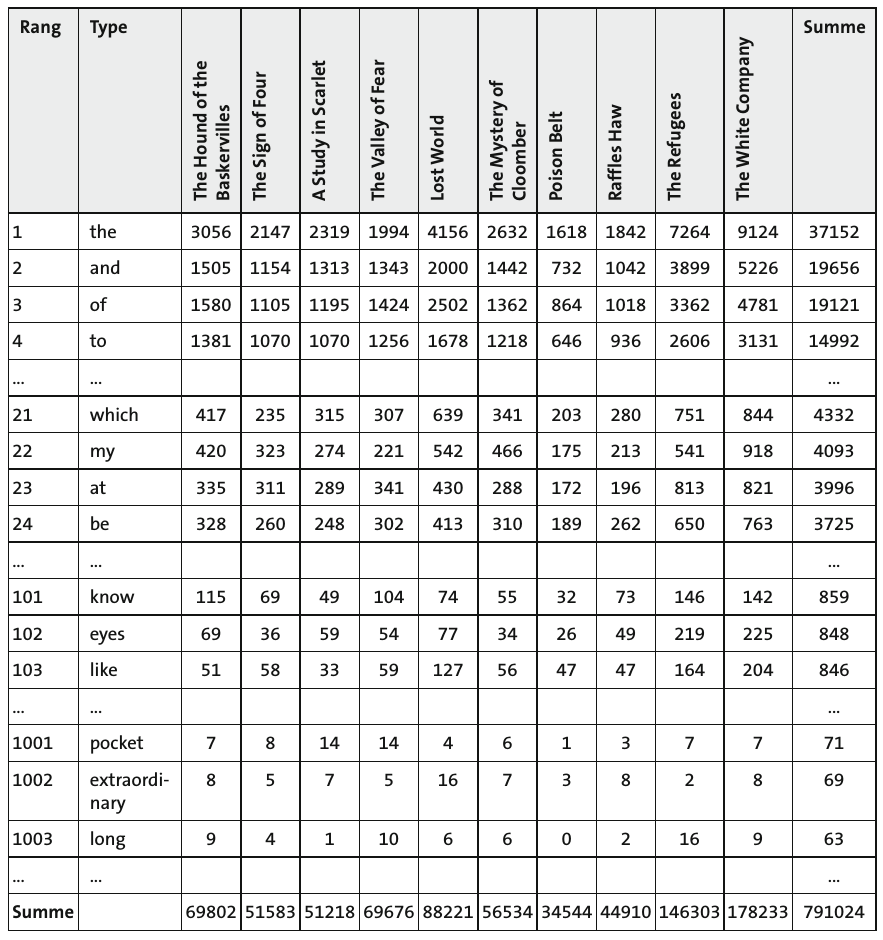 Rang Type The Hound of the Baskervilles The Sign of Four A Study in Scarlet The Valley of Fear Lost World The Mystery of Cloomber Poison Belt Raffles Haw The Refugees The White Company Summe
1 the 3056 2147 2319 1994 4156 2632 1618 1842 7264 9124 37152
2 and 1505 1154 1313 1343 2000 1442 732 1042 3899 5226 19656
3 of 1580 1105 1195 1424 2502 1362 864 1018 3362 4781 19121
4 to 1381 1070 1070 1256 1678 1218 646 936 2606 3131 14992
... ... ...
21 which 417 235 315 307 639 341 203 280 751 844 4332
22 my 420 323 274 221 542 466 175 213 541 918 4093
23 at 335 311 289 341 430 288 172 196 813 821 3996
24 be 328 260 248 302 413 310 189 262 650 763 3725
... ... ...
101 know 115 69 49 104 74 55 32 73 146 142 859
102 eyes 69 36 59 54 77 34 26 49 219 225 848
103 like 51 58 33 59 127 56 47 47 164 204 846
... ... ...
1001 pocket 7 8 14 14 4 6 1 3 7 7 71
1002 extraordi- 8 5 7 5 16 7 3 8 2 8 69
nary
1003 long 9 4 1 10 6 6 0 2 16 9 63
... ... ...
Summe 69802 51583 51218 69676 88221 56534 34544 44910 146303 178233 791024